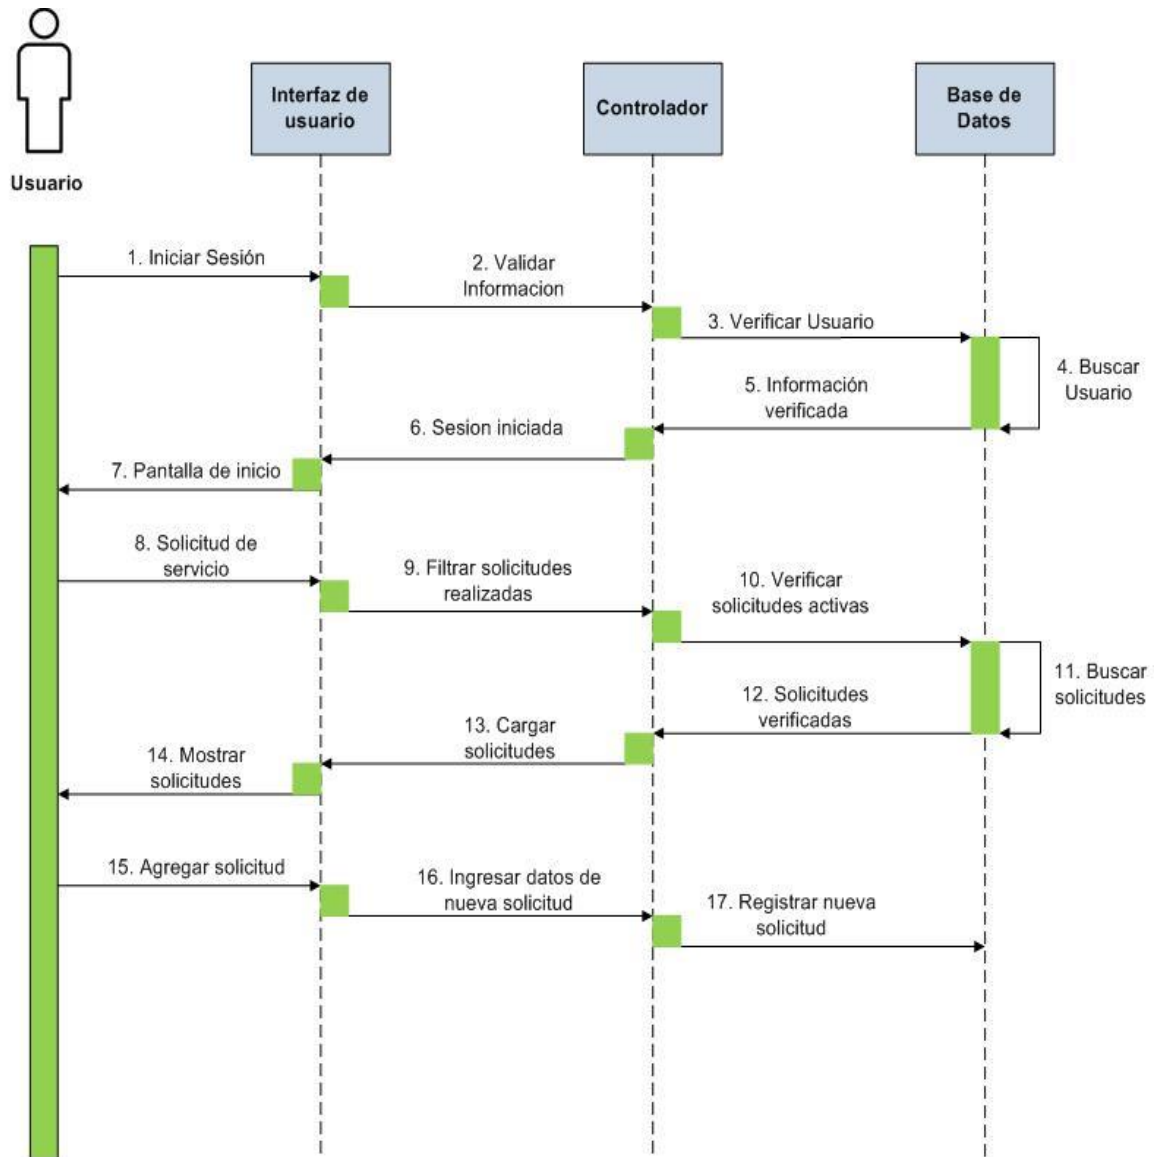 Interfaz de
usuario
Controlador
Base de
Datos
Usuario
1. Iniciar Sesión
2. Validar
Informacion
3. Verificar Usuario
4. Buscar
Usuario
5. Información
verificada
6. Sesion iniciada
7. Pantalla de inicio
8. Solicitud de
servicio
9. Filtrar solicitudes
realizadas
10. Verificar
solicitudes activas
11. Buscar
solicitudes
12. Solicitudes
verificadas
13. Cargar
solicitudes
14. Mostrar
solicitudes
15. Agregar solicitud
16. Ingresar datos de
nueva solicitud
17. Registrar nueva
solicitud